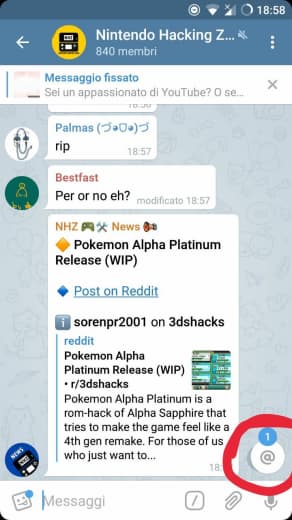 18:58
Nintendo Hacking Z...
840 membri
Messaggio fissato
Sei un appassionato di YouTube? O se...
18:56
Palmas (づ◕ᗜ◕)づ
rip
18:57
Bestfast
Per or no eh?
modificato 18:57
NHZ 🎮🛠 News 📢
🔶 Pokemon Alpha Platinum
Release (WIP)
🔹 Post on Reddit
ℹ️ sorenpr2001 on 3dshacks
reddit
Pokemon Alpha
Platinum Release (WIP)
• r/3dshacks
Pokemon Alpha Platinum is a
rom-hack of Alpha Sapphire that
tries to make the game feel like a
4th gen remake. For those of us
who just want to...
NEWS
1
@
Messaggi
/